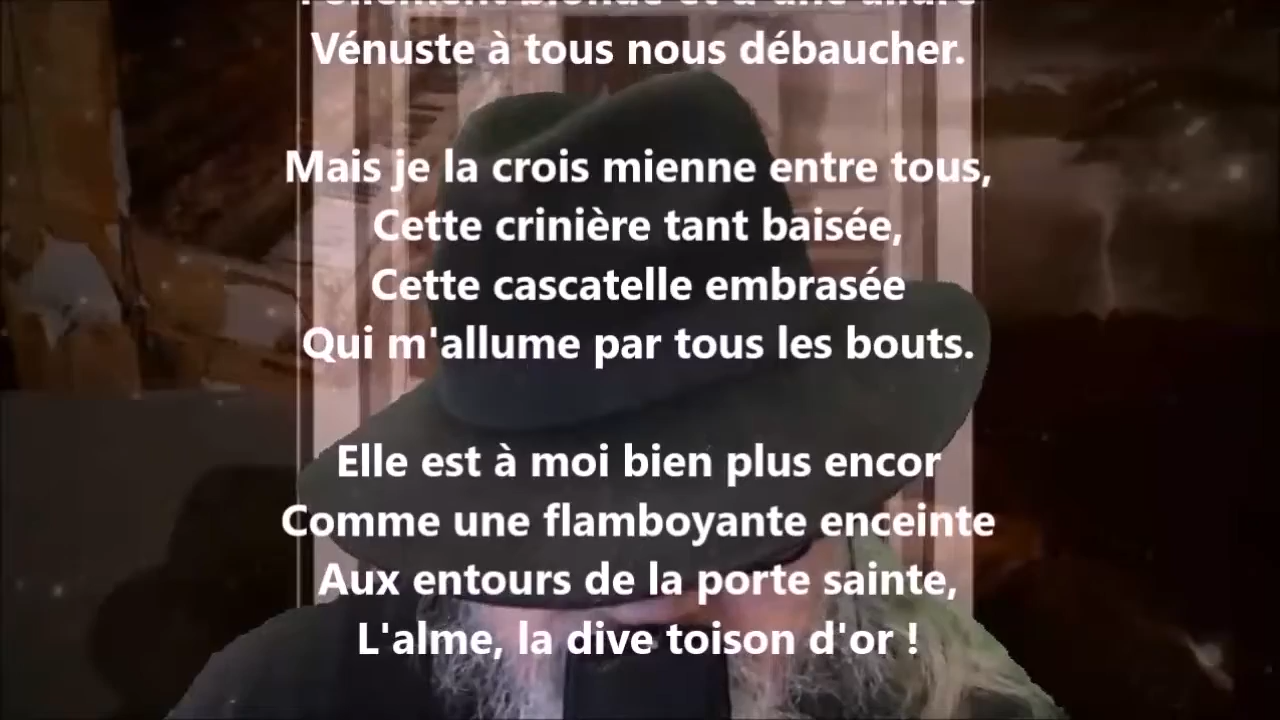 Vénuste à tous nous débaucher.
Mais je la crois mienne entre tous,
Cette crinière tant baisée,
Cette cascatelle embrasée
Qui m'allume par tous les bouts.
Elle est à moi bien plus encor
Comme une flamboyante enceinte
Aux entours de la porte sainte,
L'alme, la dive toison d'or !